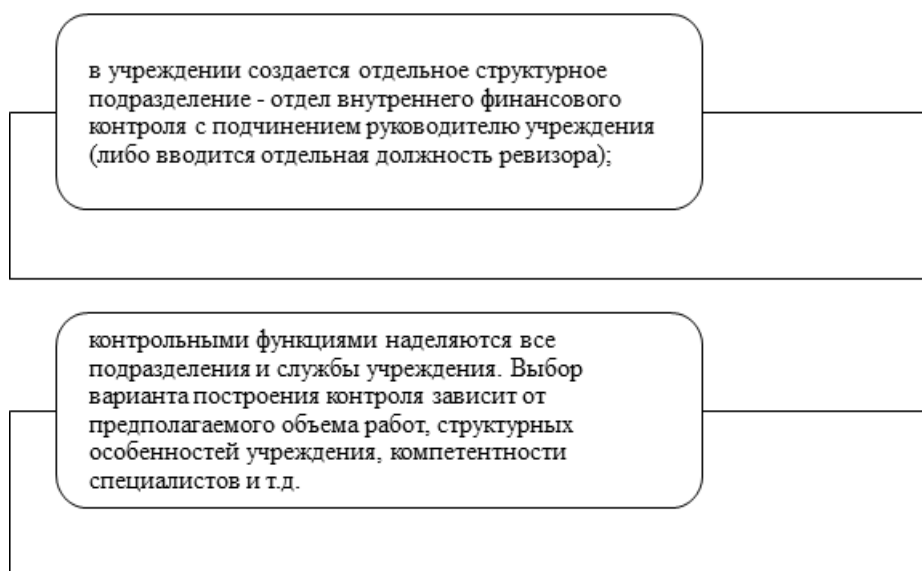 в учреждении создается отдельное структурное
подразделение - отдел внутреннего финансового
контроля с подчинением руководителю учреждения
(либо вводится отдельная должность ревизора);
контрольными функциями наделяются все
подразделения и службы учреждения. Выбор
варианта построения контроля зависит от
предполагаемого объема работ, структурных
особенностей учреждения, компетентности
специалистов и т.д.